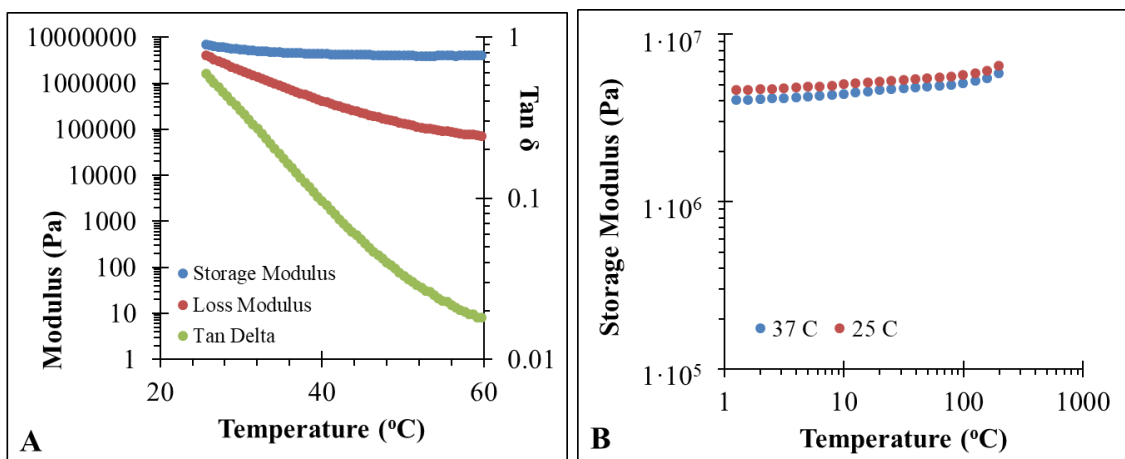 10000000
1000000
100000
10000
1000
100
10
1
Modulus (Pa)
1
0.1
0.01
Tan δ
Storage Modulus
Loss Modulus
Tan Delta
20 40 60
Temperature (ºC)
A
1·10⁷
1·10⁶
1·10⁵
Storage Modulus (Pa)
37 C 25 C
1 10 100 1000
Temperature (ºC)
B